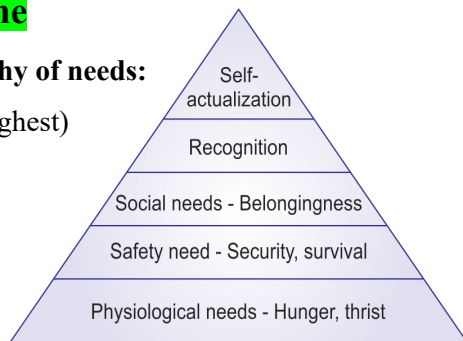 ne
hy of needs:
ghest)
Self-
actualization
Recognition
Social needs - Belongingness
Safety need - Security, survival
Physiological needs - Hunger, thrist